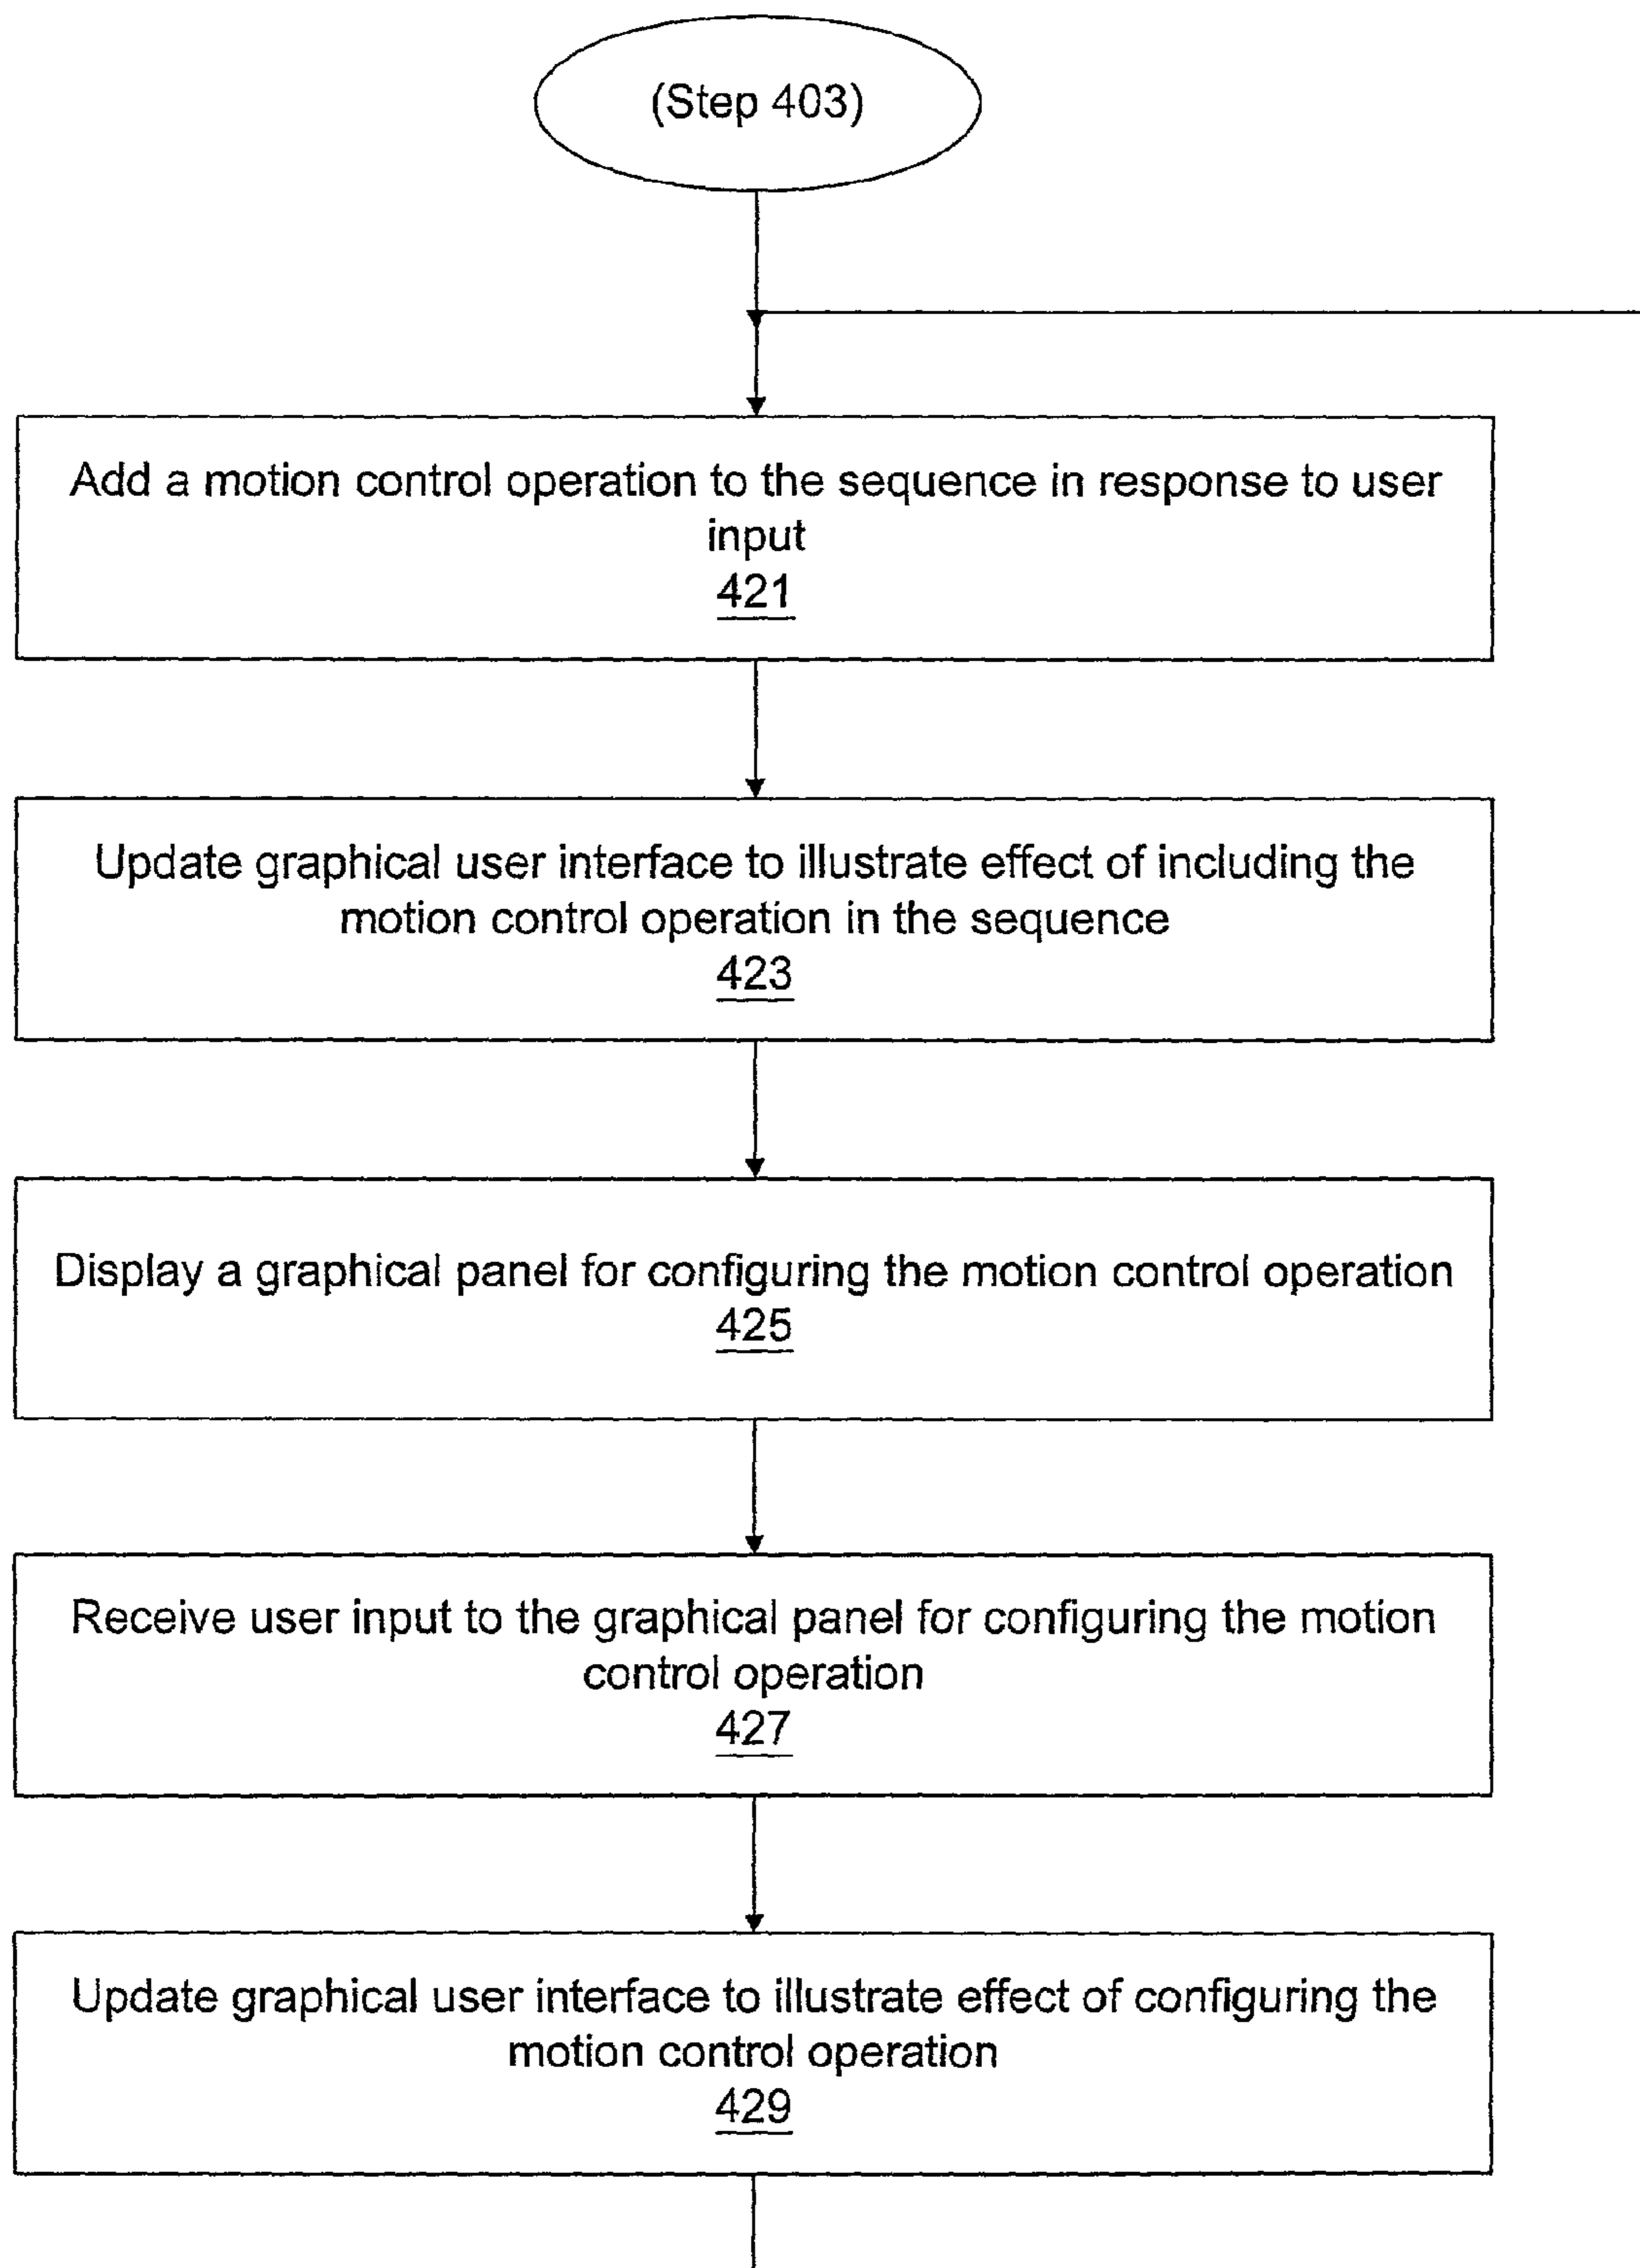 (Step 403)
Add a motion control operation to the sequence in response to user
input
421
Update graphical user interface to illustrate effect of including the
motion control operation in the sequence
423
Display a graphical panel for configuring the motion control operation
425
Receive user input to the graphical panel for configuring the motion
control operation
427
Update graphical user interface to illustrate effect of configuring the
motion control operation
429